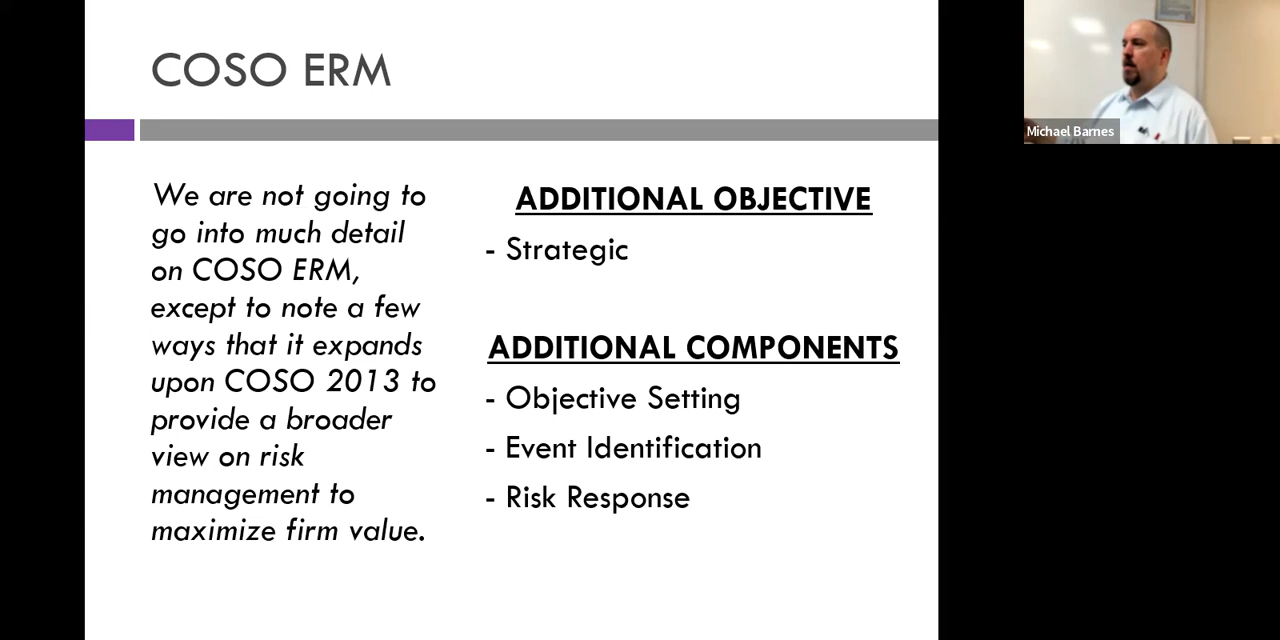 COSO ERM
We are not going to
go into much detail
on COSO ERM,
except to note a few
ways that it expands
upon COSO 2013 to
provide a broader
view on risk
management to
maximize firm value.
ADDITIONAL OBJECTIVE
- Strategic
ADDITIONAL COMPONENTS
- Objective Setting
- Event Identification
- Risk Response
Michael Barnes